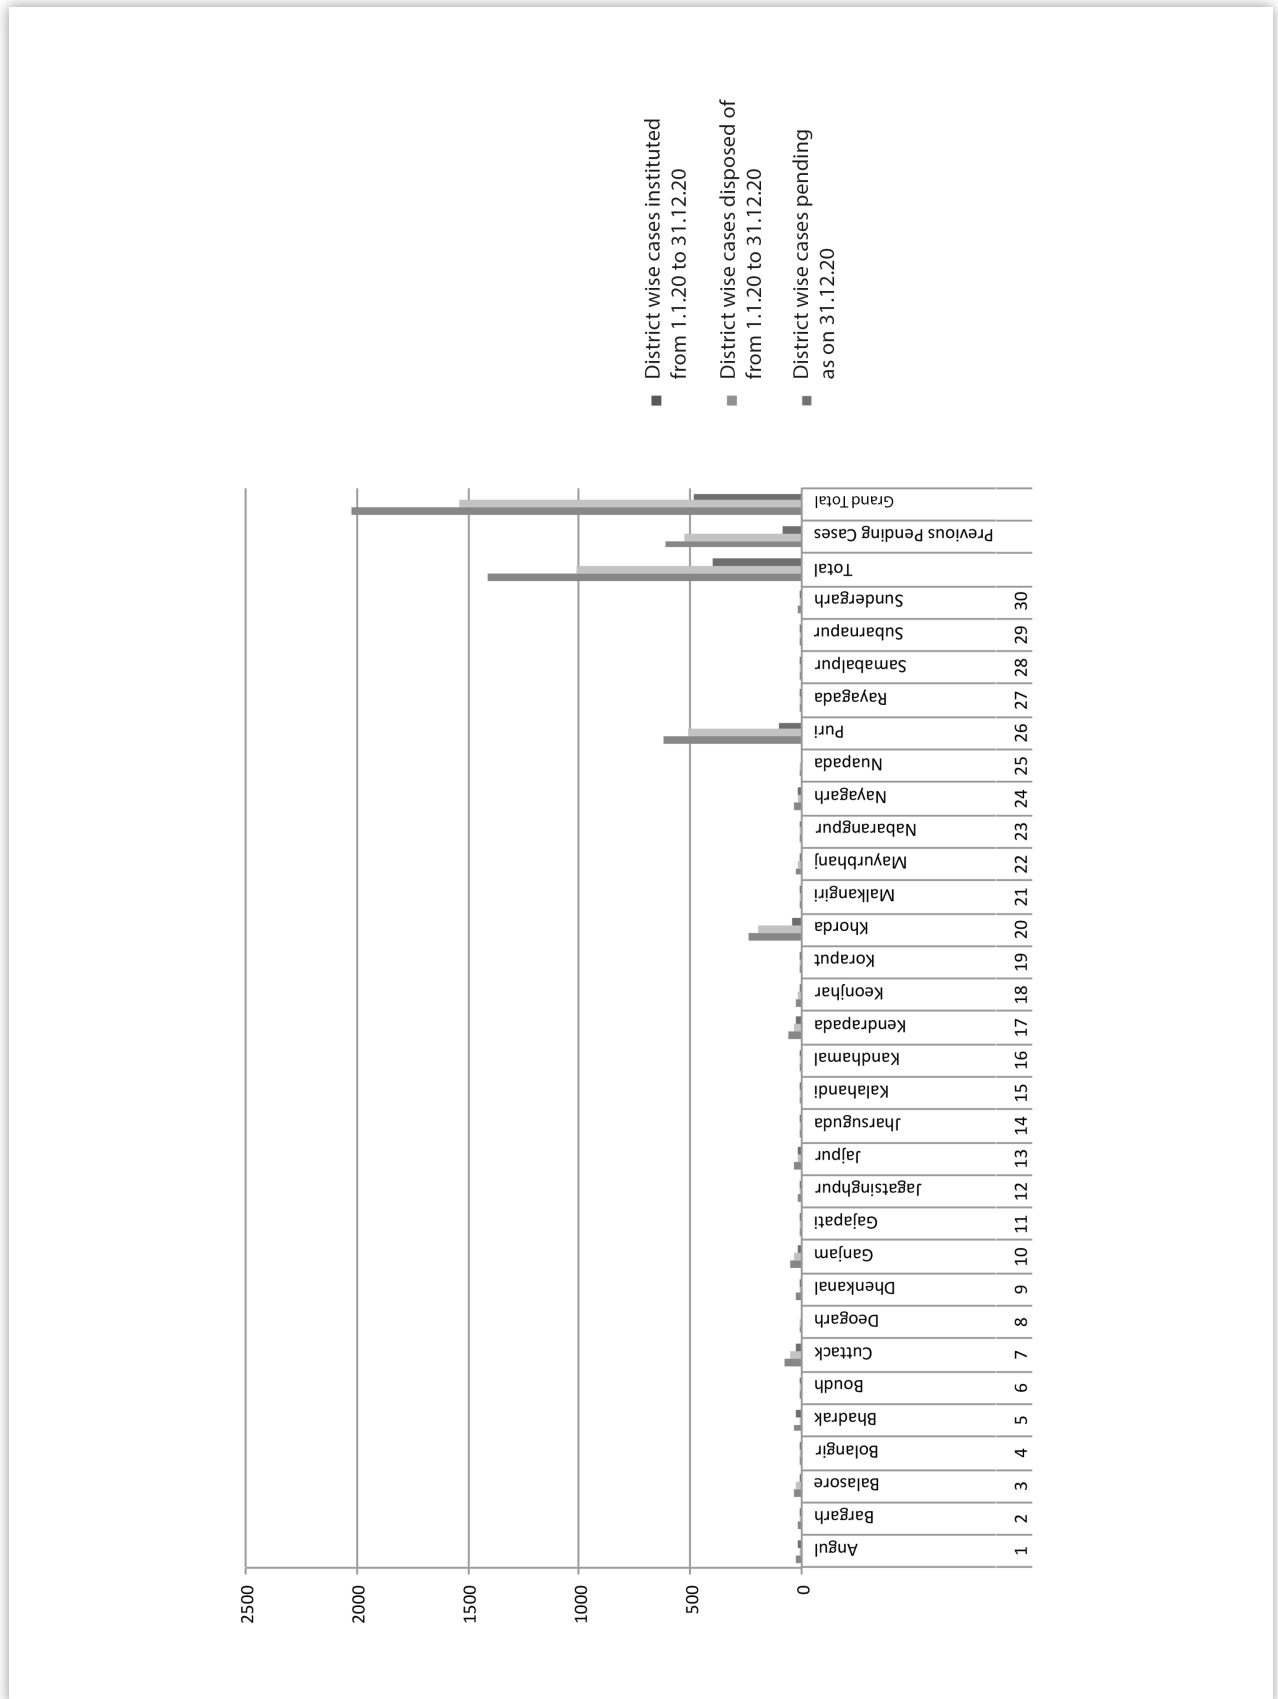 District wise cases instituted
from 1.1.20 to 31.12.20
District wise cases disposed of
from 1.1.20 to 31.12.20
District wise cases pending
as on 31.12.20
2500
2000
1500
1000
500
0
Angul
Bargarh
Balasore
Bolangir
Bhadrak
Boudh
Cuttack
Deogarh
Dhenkanal
Ganjam
Gajapati
Jagatsinghpur
Jajpur
Jharsuguda
Kalahandi
Kandhamal
Kendrapada
Keonjhar
Koraput
Khorda
Malkangiri
Mayurbhanj
Nabarangpur
Nayagarh
Nuapada
Puri
Rayagada
Samabalpur
Subarnapur
Sundergarh
Total
Previous Pending Cases
Grand Total
1
2
3
4
5
6
7
8
9
10
11
12
13
14
15
16
17
18
19
20
21
22
23
24
25
26
27
28
29
30